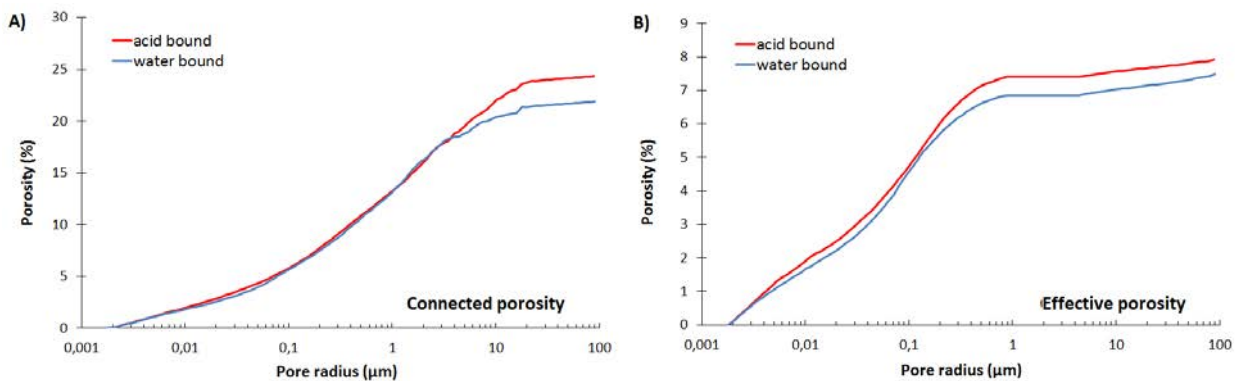 A)
acid bound
water bound
30
25
20
15
10
5
0
Porosity (%)
0,001 0,01 0,1 1 10 100
Pore radius (µm)
Connected porosity
B)
acid bound
water bound
9
8
7
6
5
4
3
2
1
0
Porosity (%)
0,001 0,01 0,1 1 10 100
Pore radius (µm)
Effective porosity